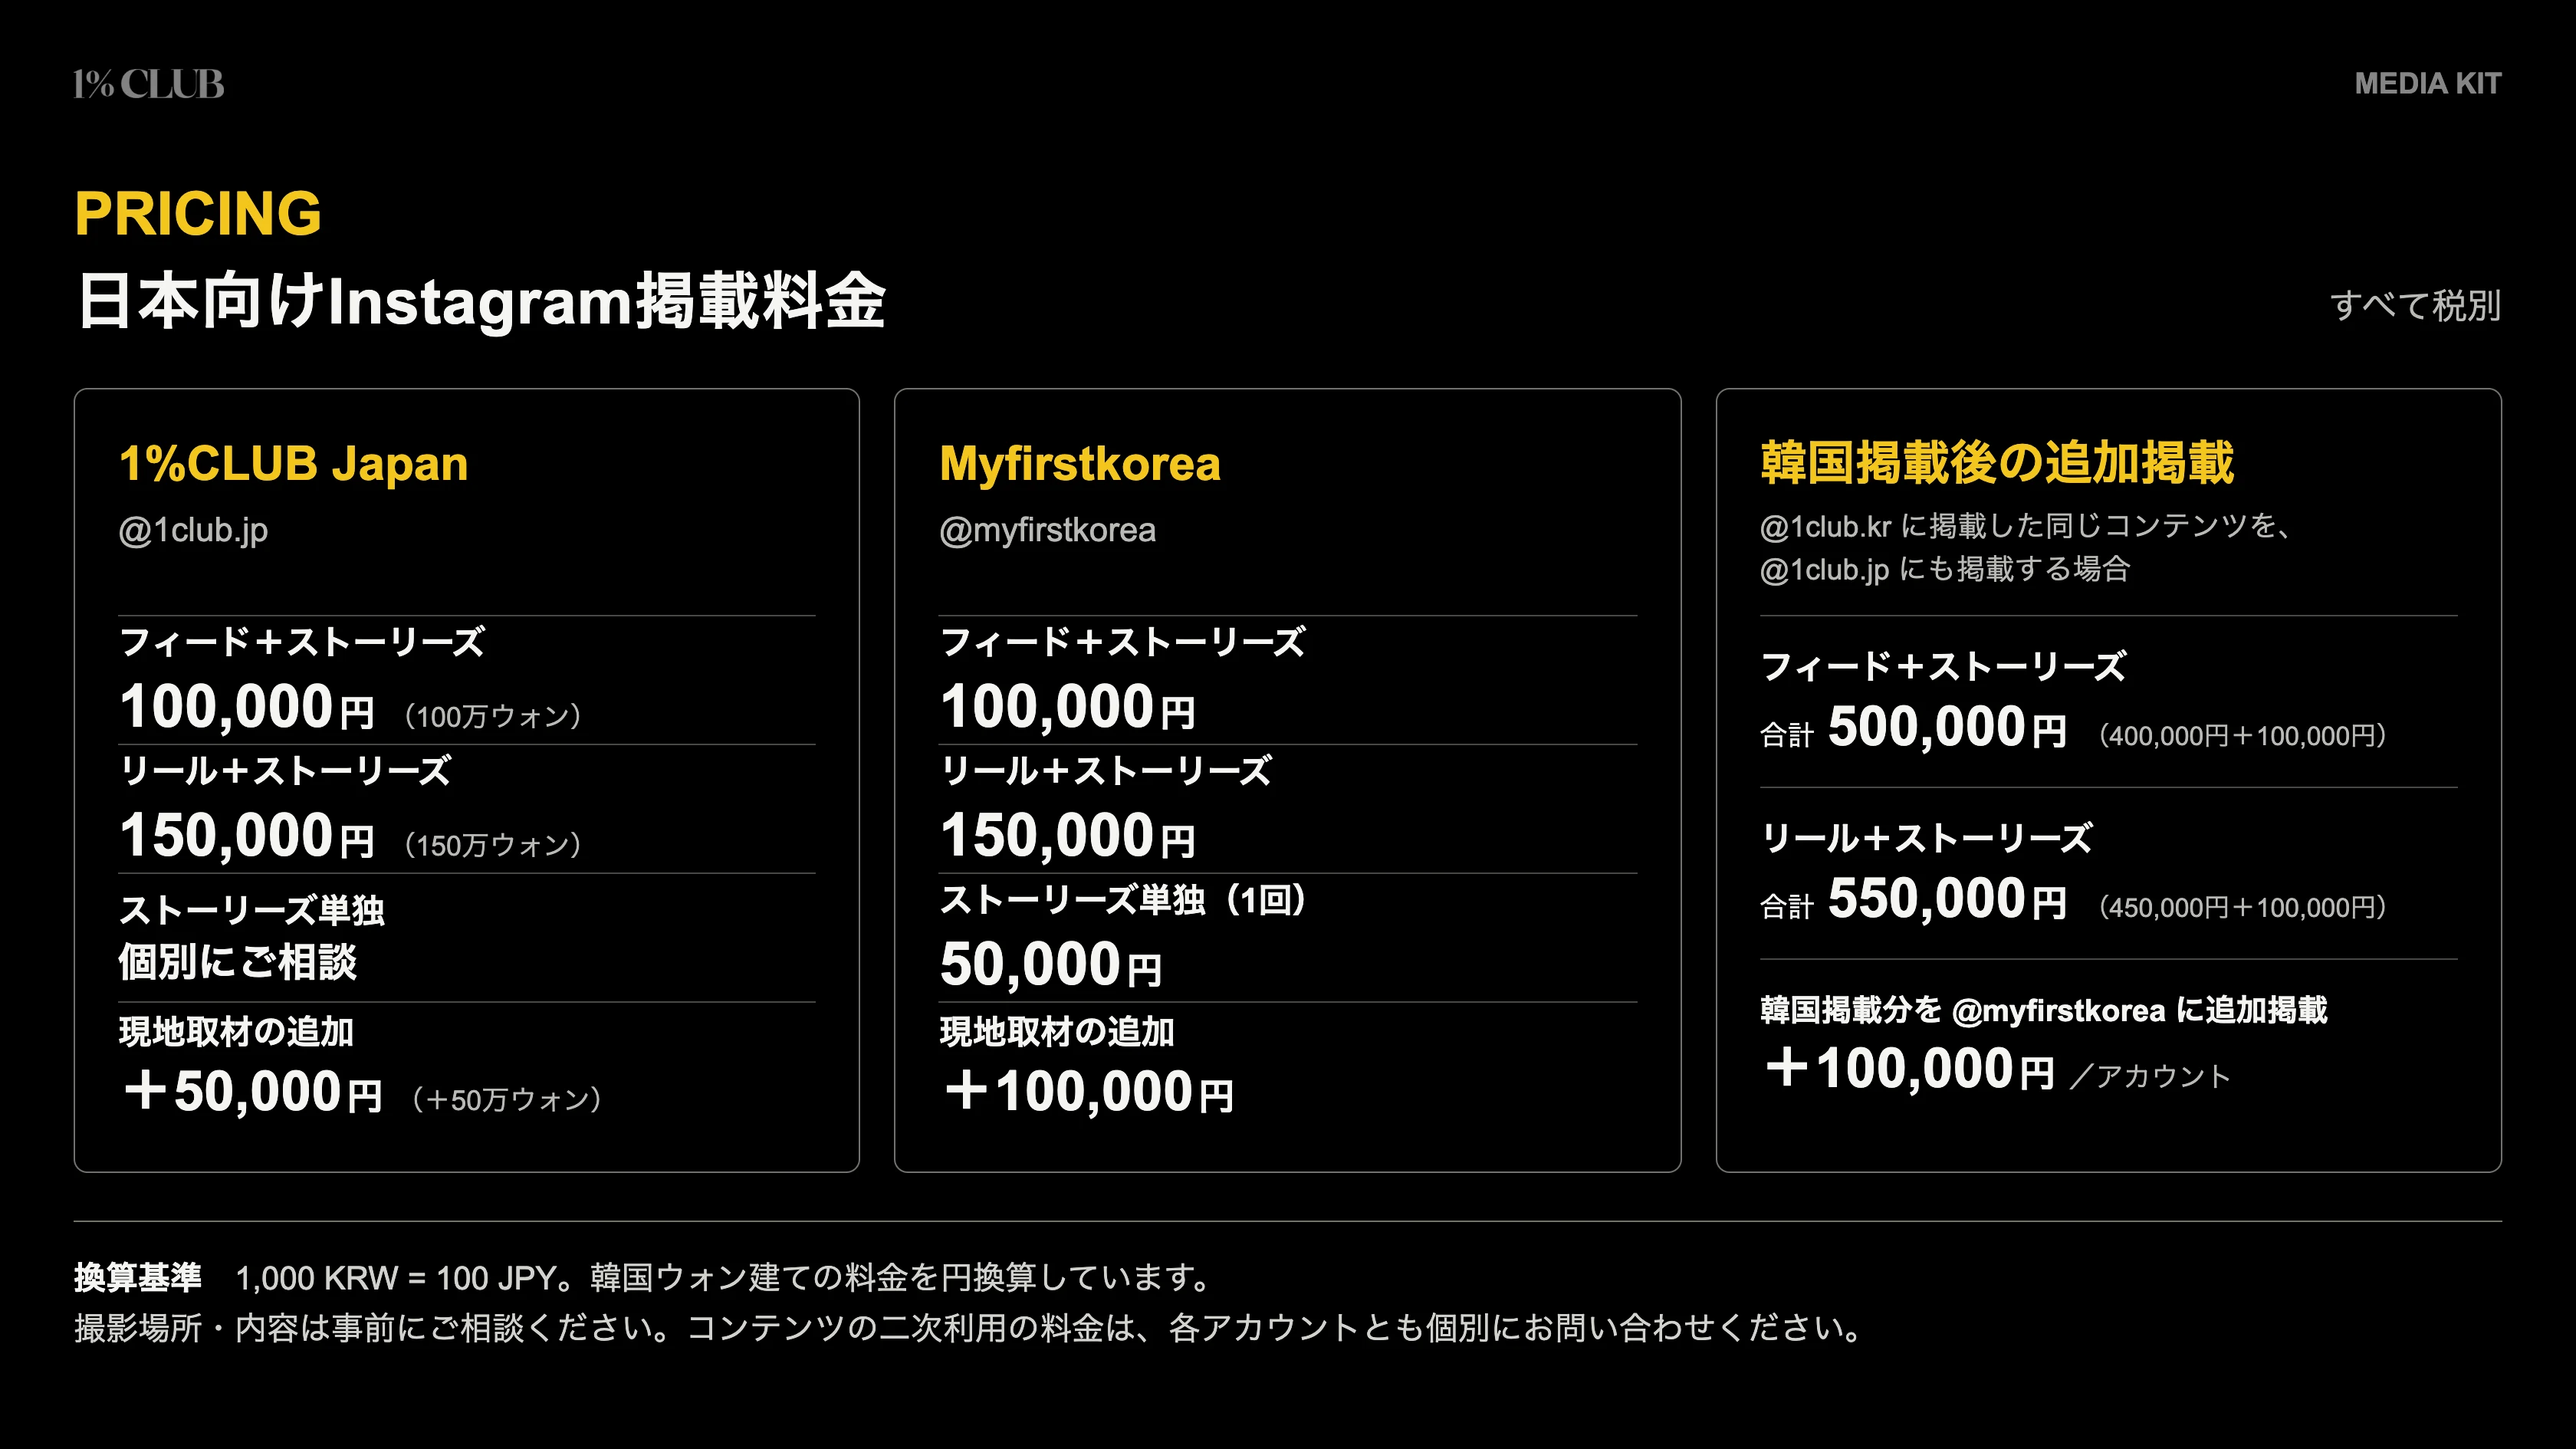 1% CLUB
MEDIA KIT
PRICING
日本向けInstagram掲載料金
すべて税別
1%CLUB Japan
@1club.jp
フィード＋ストーリーズ
100,000円 （100万ウォン）
リール＋ストーリーズ
150,000円 （150万ウォン）
ストーリーズ単独
個別にご相談
現地取材の追加
＋50,000円 （＋50万ウォン）
Myfirstkorea
@myfirstkorea
フィード＋ストーリーズ
100,000円
リール＋ストーリーズ
150,000円
ストーリーズ単独（1回）
50,000円
現地取材の追加
＋100,000円
韓国掲載後の追加掲載
@1club.kr に掲載した同じコンテンツを、
@1club.jp にも掲載する場合
フィード＋ストーリーズ
合計 500,000円 （400,000円＋100,000円）
リール＋ストーリーズ
合計 550,000円 （450,000円＋100,000円）
韓国掲載分を @myfirstkorea に追加掲載
＋100,000円 ／アカウント
換算基準 1,000 KRW = 100 JPY。韓国ウォン建ての料金を円換算しています。
撮影場所・内容は事前にご相談ください。コンテンツの二次利用の料金は、各アカウントとも個別にお問い合わせください。